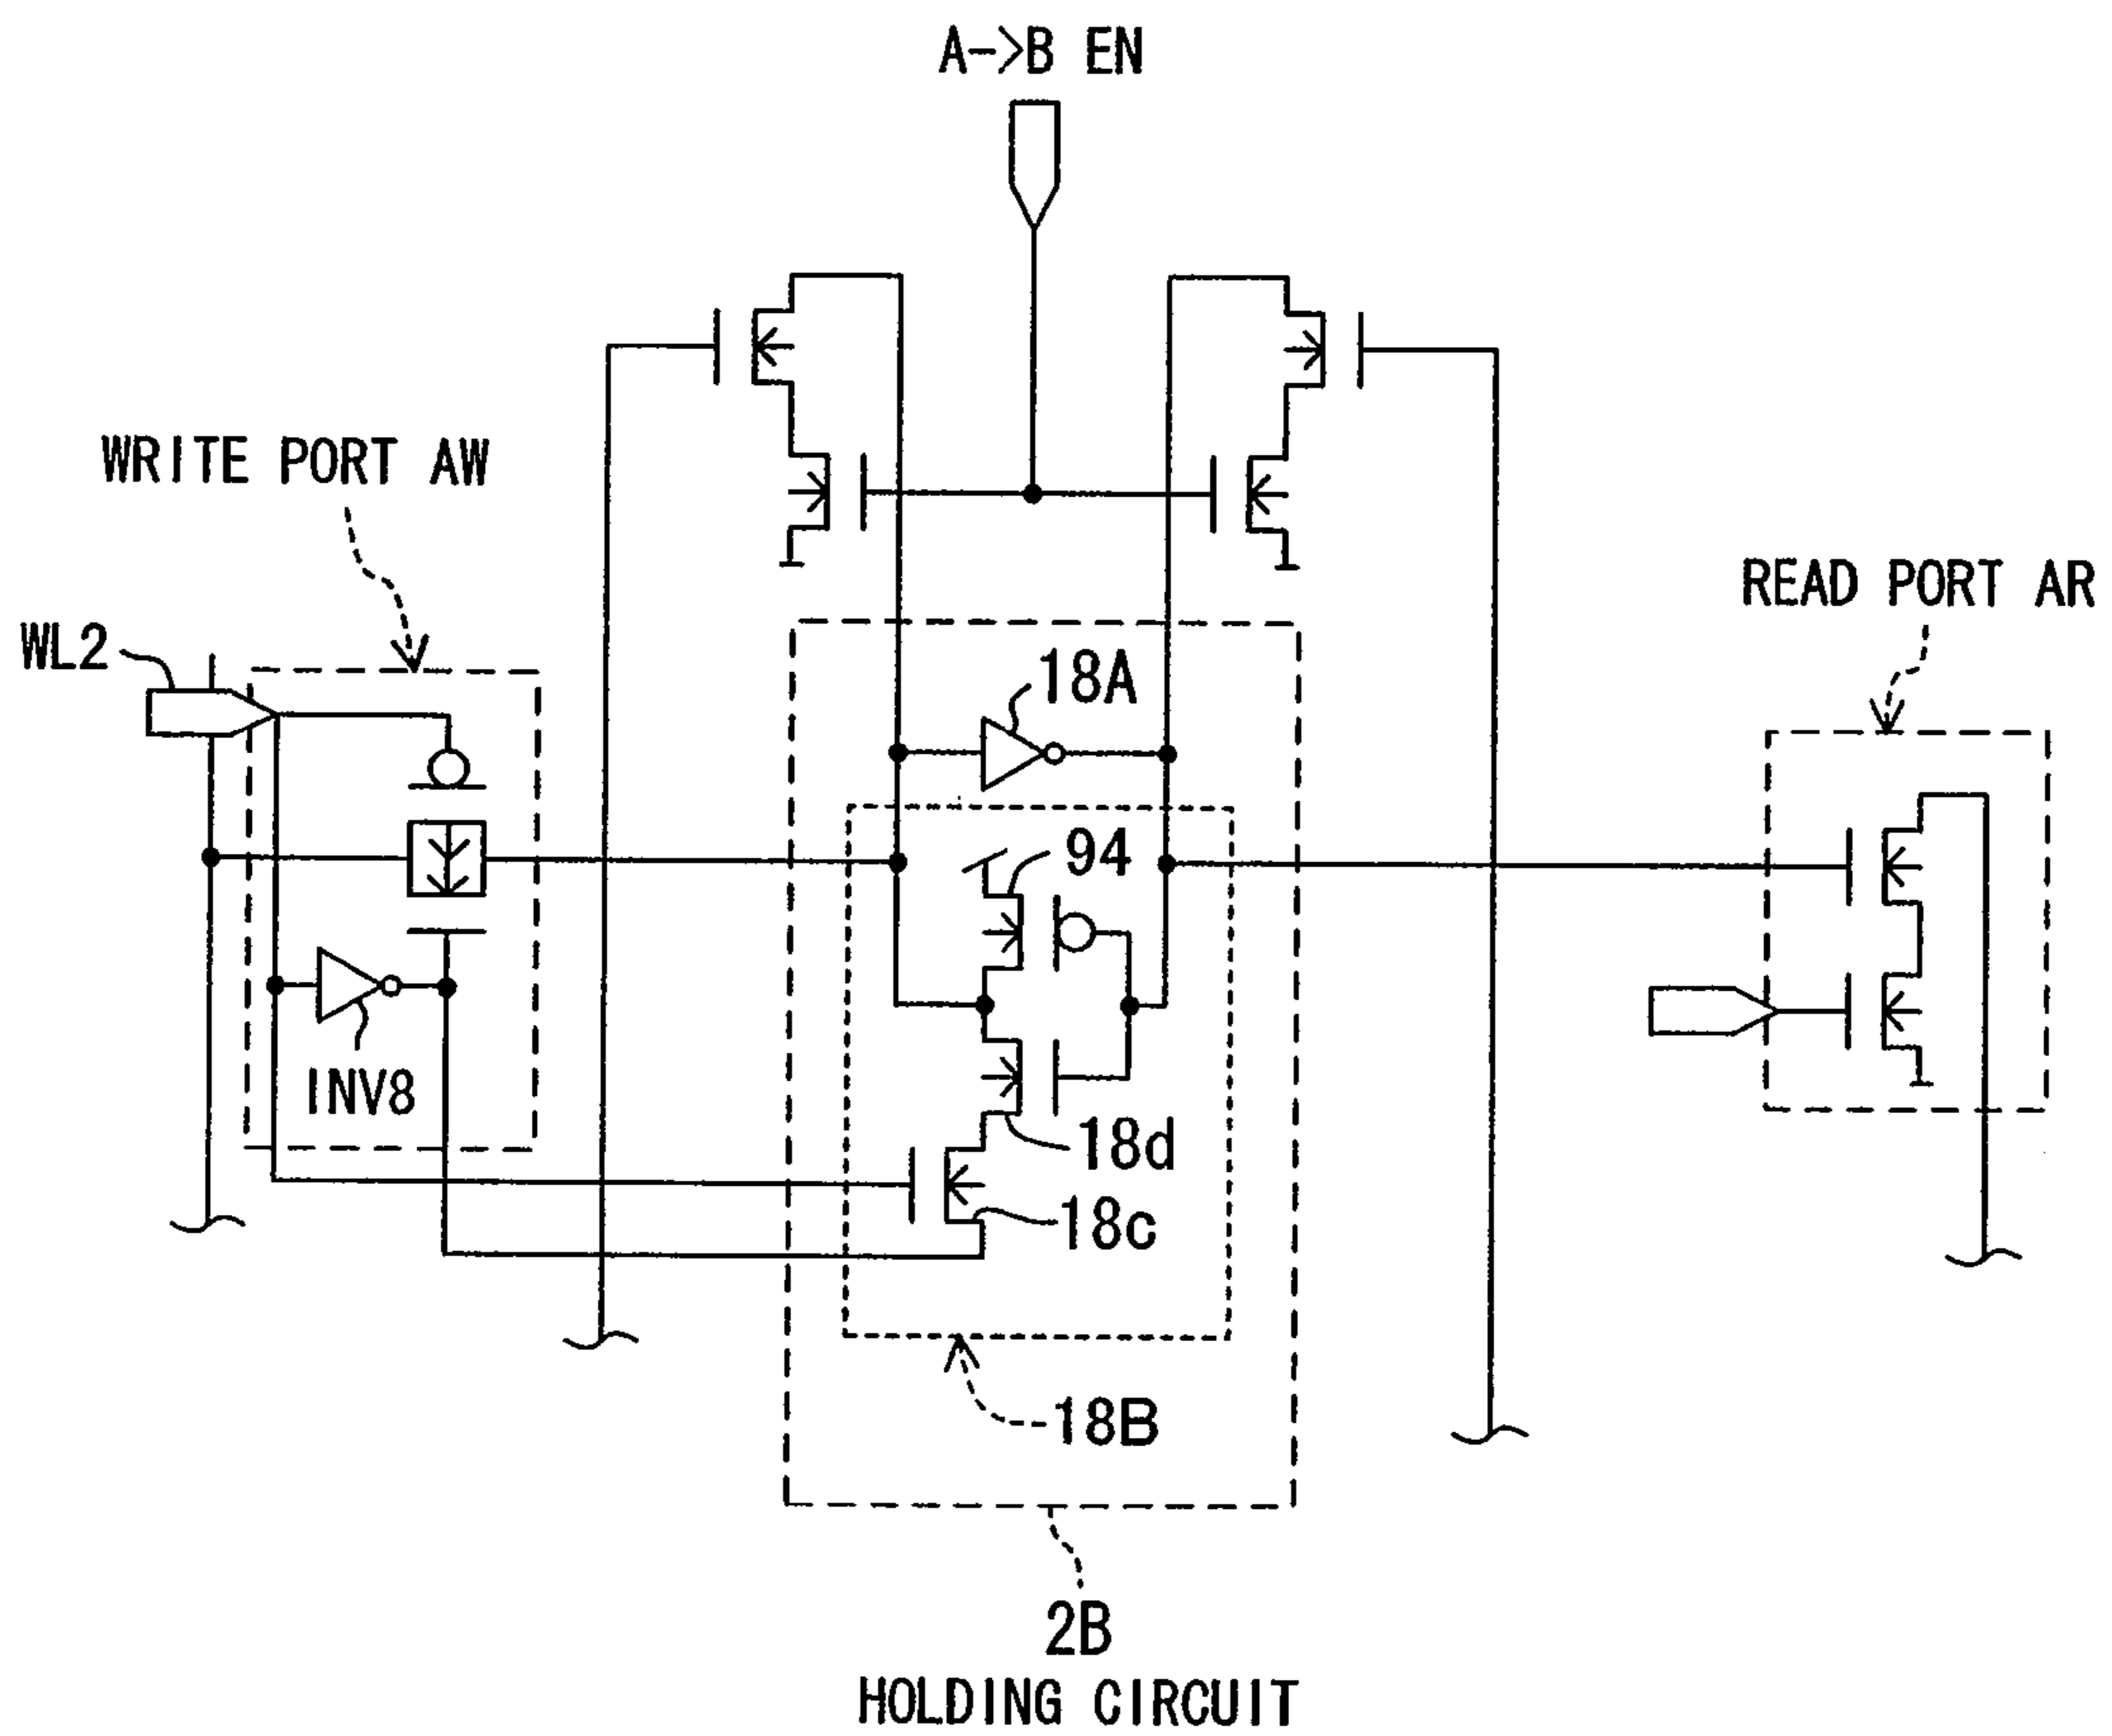 A->B EN
WRITE PORT AW
READ PORT AR
WL2
18A
94
INV8
18d
18c
18B
2B
HOLDING CIRCUIT